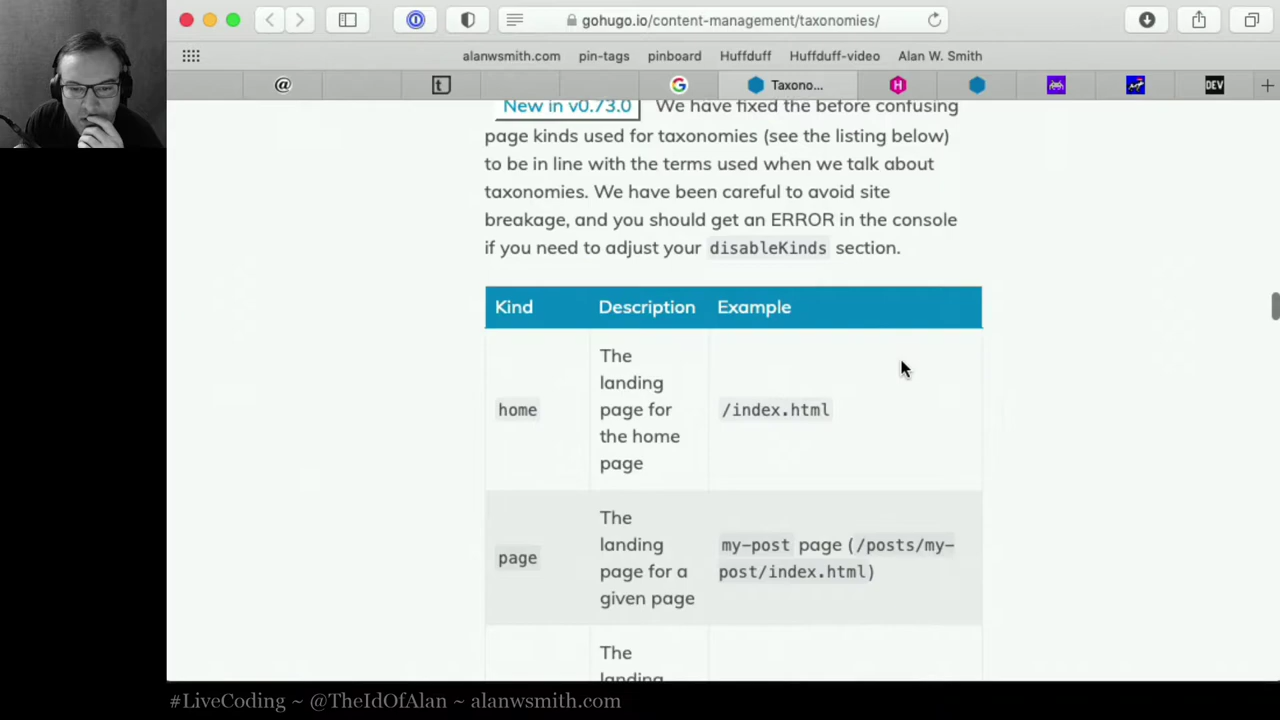 gohugo.io/content-management/taxonomies/
alanwsmith.com pin-tags pinboard Huffduff Huffduff-video Alan W. Smith
@ t G Taxono... H DEV +
New in v0.73.0 We have fixed the before confusing
page kinds used for taxonomies (see the listing below)
to be in line with the terms used when we talk about
taxonomies. We have been careful to avoid site
breakage, and you should get an ERROR in the console
if you need to adjust your disableKinds section.
Kind Description Example
The
landing
home page for /index.html
the home
page
The
landing my-post page (/posts/my-
page page for a post/index.html)
given page
The
landing
#LiveCoding ~ @TheIdOfAlan ~ alanwsmith.com